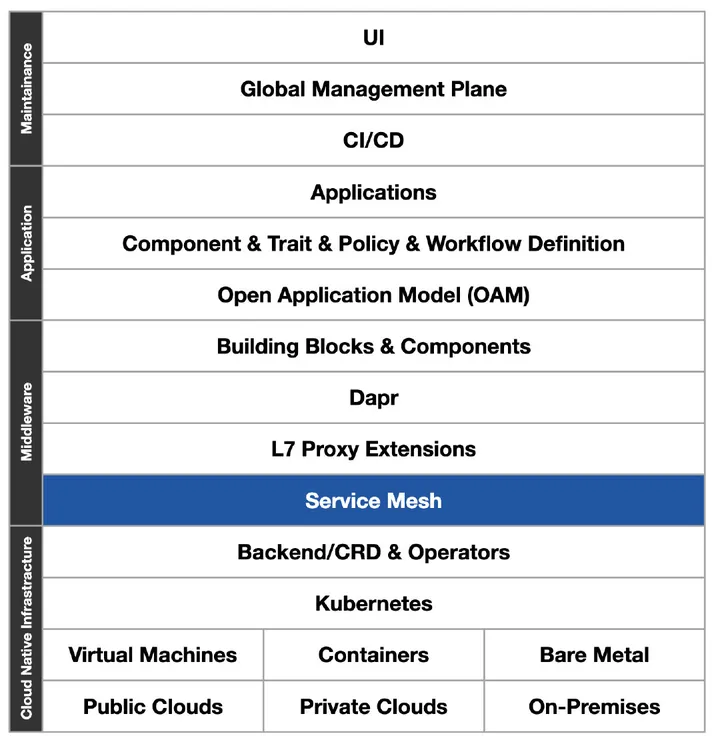 Maintainance
UI
Global Management Plane
CI/CD
Application
Applications
Component & Trait & Policy & Workflow Definition
Open Application Model (OAM)
Middleware
Building Blocks & Components
Dapr
L7 Proxy Extensions
Service Mesh
Cloud Native Infrastracture
Backend/CRD & Operators
Kubernetes
Virtual Machines Containers Bare Metal
Public Clouds Private Clouds On-Premises